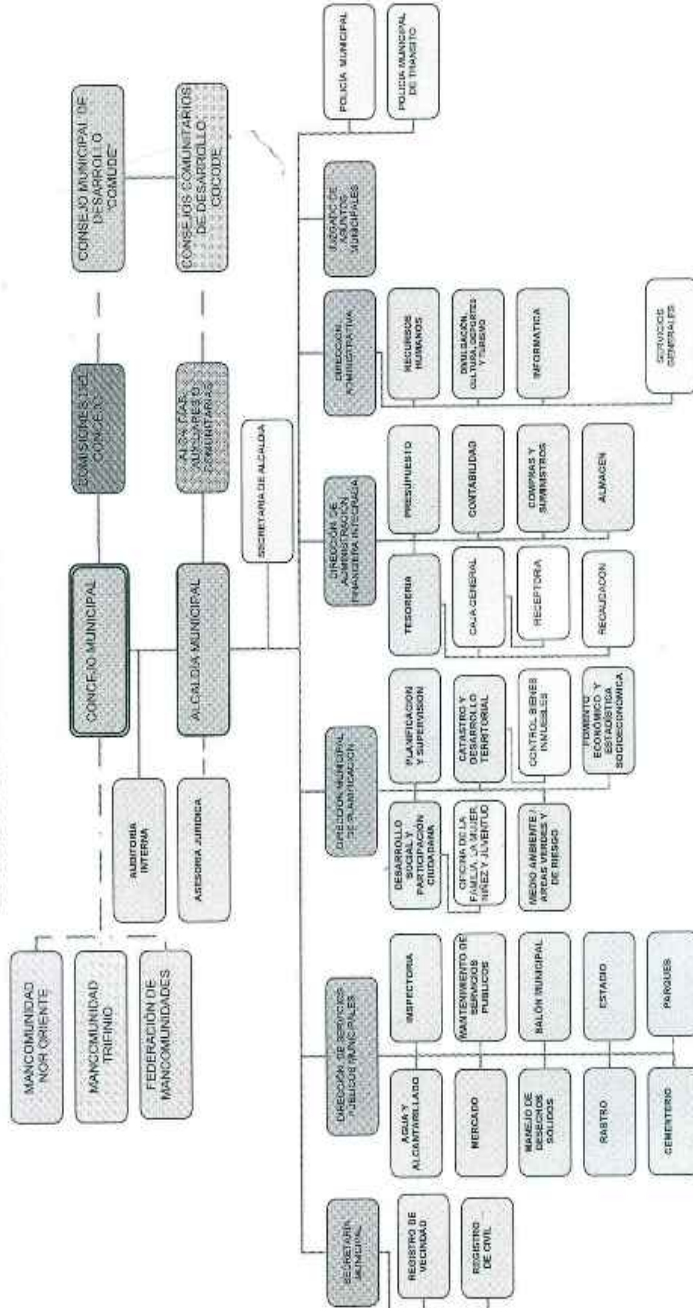 MANCOMUNIDAD
NOR ORIENTE
MANCOMUNIDAD
TRIFINIO
FEDERACIÓN DE
MANCOMUNIDADES
CONCEJO MUNICIPAL
COMISIONES DEL
CONCEJO
CONSEJO MUNICIPAL DE
DESARROLLO
"COMUDE"
AUDITORIA
INTERNA
ASESORIA JURIDICA
ALCALDÍA MUNICIPAL
ALCALDIAS
AUXILIARES O
COMUNITARIAS
CONSEJOS COMUNITARIOS
DE DESARROLLO,
COCODE
SECRETARIA DE ALCALDIA
SECRETARÍA
MUNICIPAL
REGISTRO DE
VECINDAD
REGISTRO
DE CIVIL
DIRECCIÓN DE SERVICIOS
PÚBLICOS MUNICIPALES
AGUA Y
ALCANTARILLADO
INSPECTORIA
MERCADO
MANTENIMIENTO DE
SERVICIOS
PUBLICOS
MANEJO DE
DESECHOS
SÓLIDOS
SALÓN MUNICIPAL
RASTRO
ESTADIO
CEMENTERIO
PARQUES
DIRECCIÓN MUNICIPAL
DE PLANIFICACIÓN
DESARROLLO
SOCIAL Y
PARTICIPACIÓN
CIUDADANA
PLANIFICACION
Y SUPERVISIÓN
OFICINA DE LA
FAMILIA, LA MUJER,
NIÑEZ Y JUVENTUD
CATASTRO Y
DESARROLLO
TERRITORIAL
CONTROL BIENES
INMUEBLES
MEDIO AMBIENTE /
AREAS VERDES Y
DE RIESGO
FOMENTO
ECONÓMICO Y
ESTADÍSTICA
SOCIOECONOMICA
DIRECCIÓN DE
ADMINISTRACIÓN
FINANCIERA INTEGRADA
TESORERIA
PRESUPUESTO
CAJA GENERAL
CONTABILIDAD
RECEPTORIA
COMPRAS Y
SUMINISTROS
RECAUDACION
ALMACEN
DIRECCIÓN
ADMINISTRATIVA
RECURSOS
HUMANOS
DIVULGACIÓN,
CULTURA, DEPORTES
Y TURISMO
INFORMATICA
SERVICIOS
GENERALES
JUZGADO DE
ASUNTOS
MUNICIPALES
POLICÍA MUNICIPAL
POLICIA MUNICIPAL
DE TRANSITO